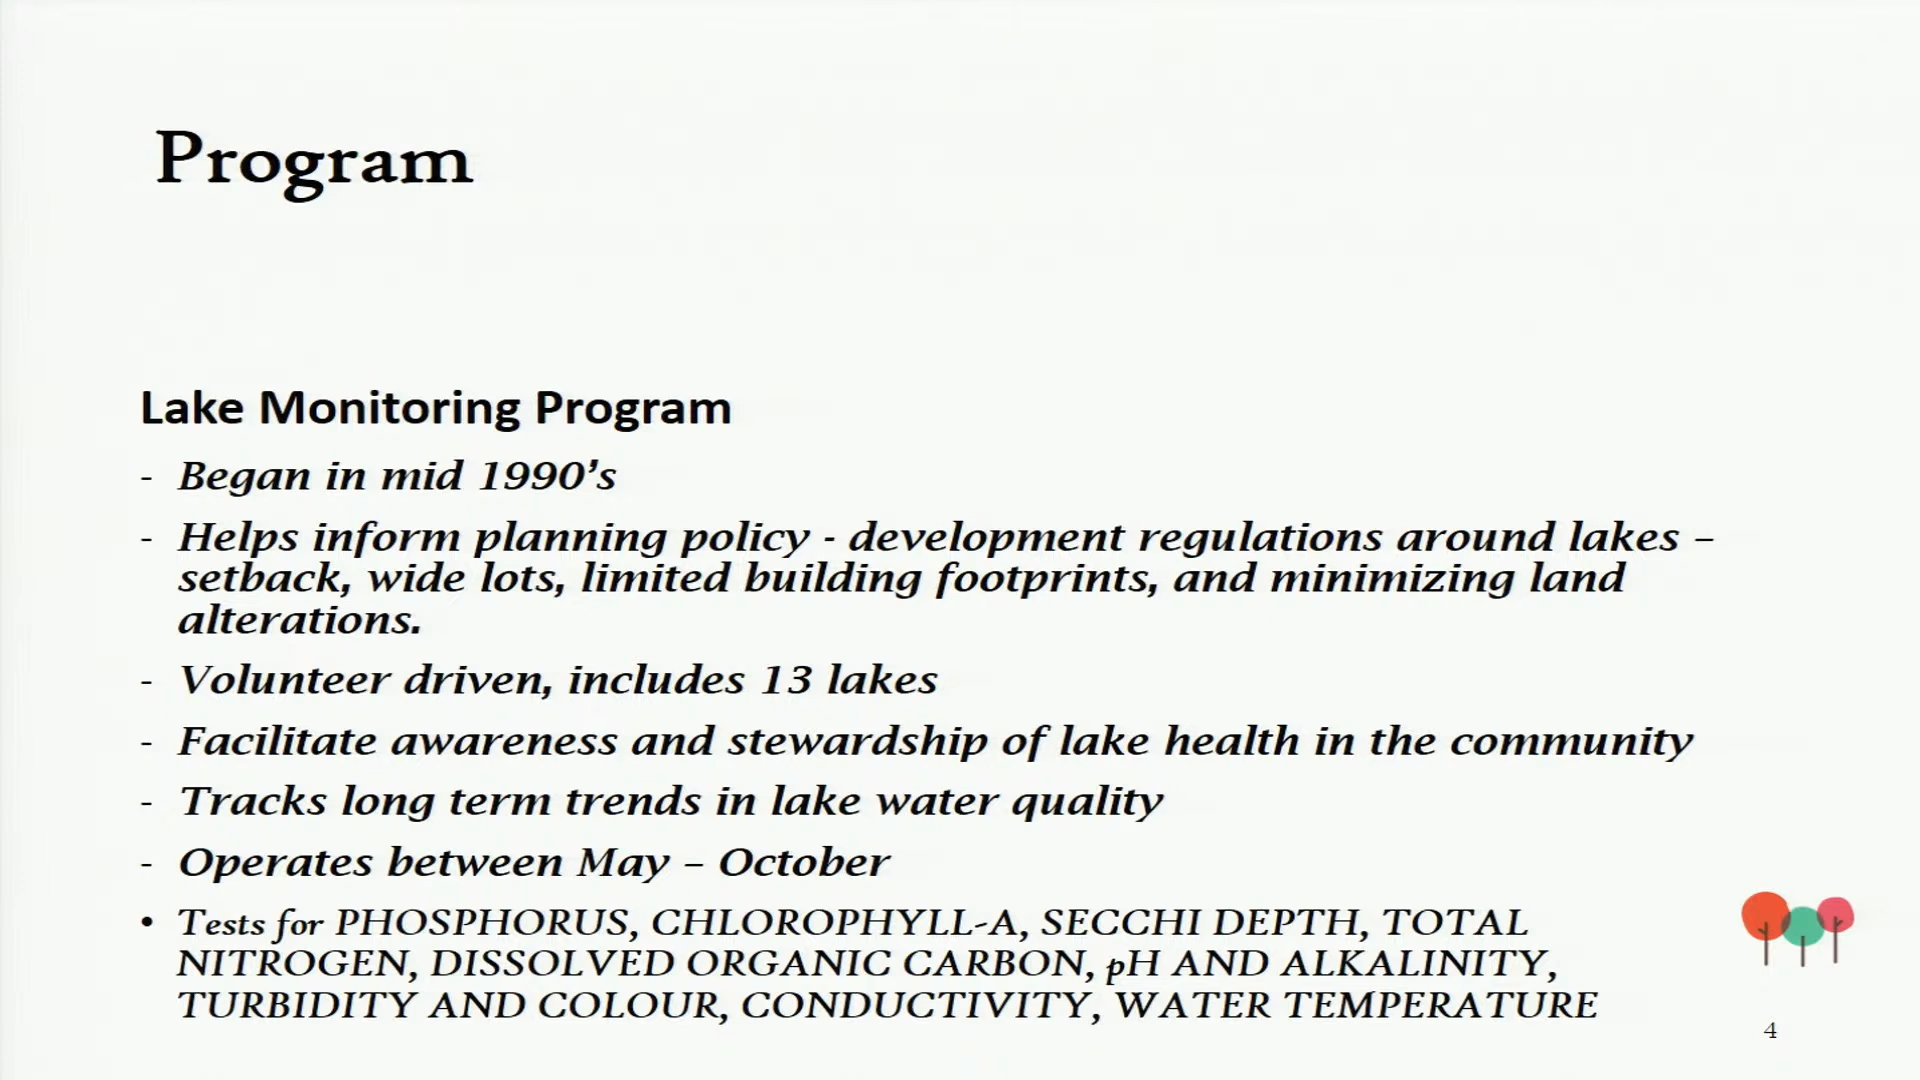 Program
Lake Monitoring Program
- Began in mid 1990’s
- Helps inform planning policy - development regulations around lakes –
setback, wide lots, limited building footprints, and minimizing land
alterations.
- Volunteer driven, includes 13 lakes
- Facilitate awareness and stewardship of lake health in the community
- Tracks long term trends in lake water quality
- Operates between May – October
• Tests for PHOSPHORUS, CHLOROPHYLL-A, SECCHI DEPTH, TOTAL
NITROGEN, DISSOLVED ORGANIC CARBON, pH AND ALKALINITY,
TURBIDITY AND COLOUR, CONDUCTIVITY, WATER TEMPERATURE
4